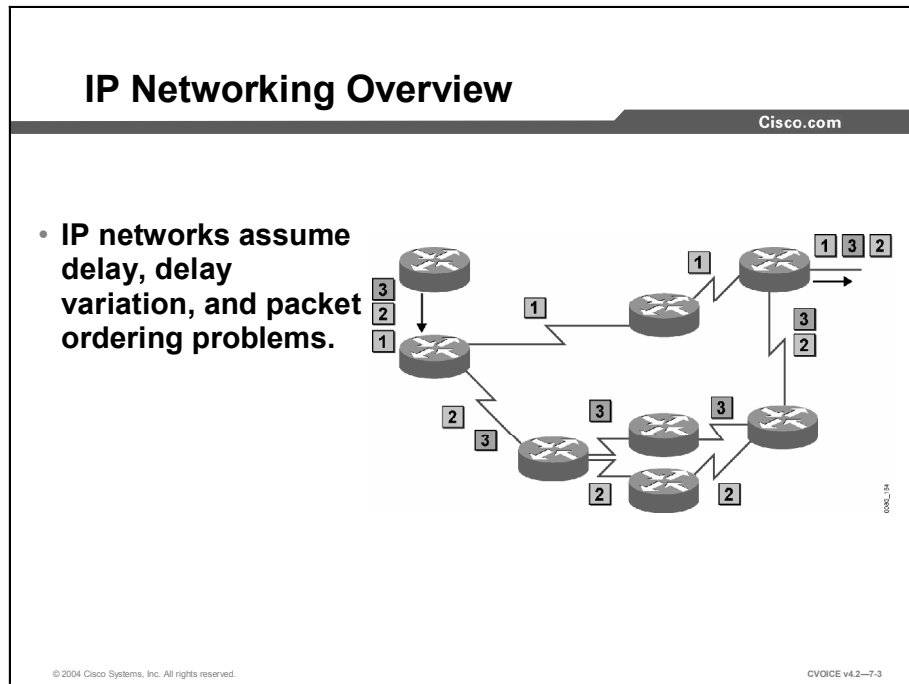 IP Networking Overview
Cisco.com
• IP networks assume
delay, delay
variation, and packet
ordering problems.
3
2
1
1
1
1 3 2
3
2
2
3
3
3
2
2
© 2004 Cisco Systems, Inc. All rights reserved.
CVOICE v4.2—7-3